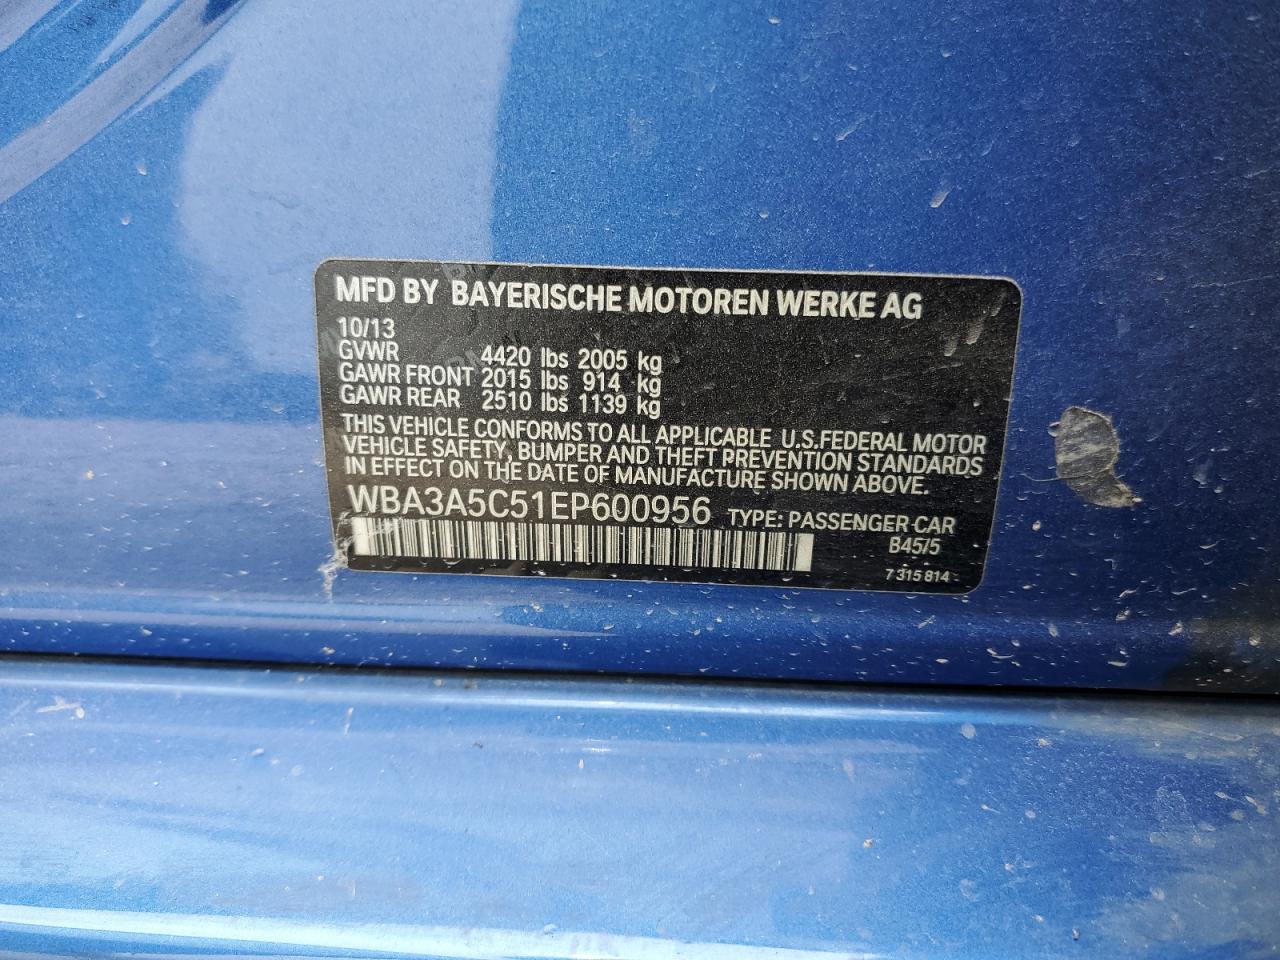 MFD BY BAYERISCHE MOTOREN WERKE AG
10/13
GVWR 4420 lbs 2005 kg
GAWR FRONT 2015 lbs 914 kg
GAWR REAR 2510 lbs 1139 kg
THIS VEHICLE CONFORMS TO ALL APPLICABLE U.S.FEDERAL MOTOR
VEHICLE SAFETY, BUMPER AND THEFT PREVENTION STANDARDS
IN EFFECT ON THE DATE OF MANUFACTURE SHOWN ABOVE.
WBA3A5C51EP600956 TYPE: PASSENGER CAR
B45/5
7 315 814